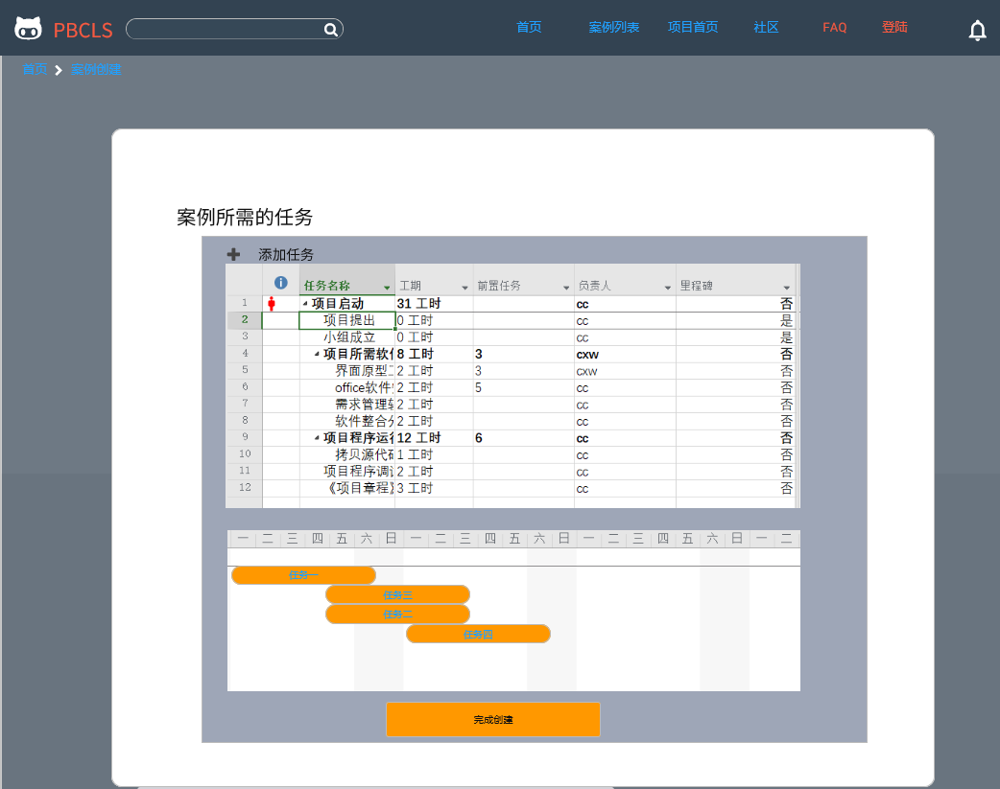 PBCLS 首页 案例列表 项目首页 社区 FAQ 登陆
首页 案例创建
案例所需的任务
添加任务
任务名称 工期 前置任务 负责人 里程碑
1 项目启动 31 工时 cc 否
2 项目提出 0 工时 cc 是
3 小组成立 0 工时 cc 是
4 项目所需软 8 工时 3 cxw 否
5 界面原型 2 工时 3 cxw 否
6 office软件 2 工时 5 cc 否
7 需求管理 2 工时 cc 否
8 软件整合 2 工时 cc 否
9 项目程序运行 12 工时 6 cc 否
10 拷贝源代码 1 工时 cc 否
11 项目程序调 2 工时 cc 否
12 《项目章程》 3 工时 cc 否
一 二 三 四 五 六 日 一 二 三 四 五 六 日 一 二 三 四 五 六 日 一 二
任务一
任务三
任务二
任务四
完成创建